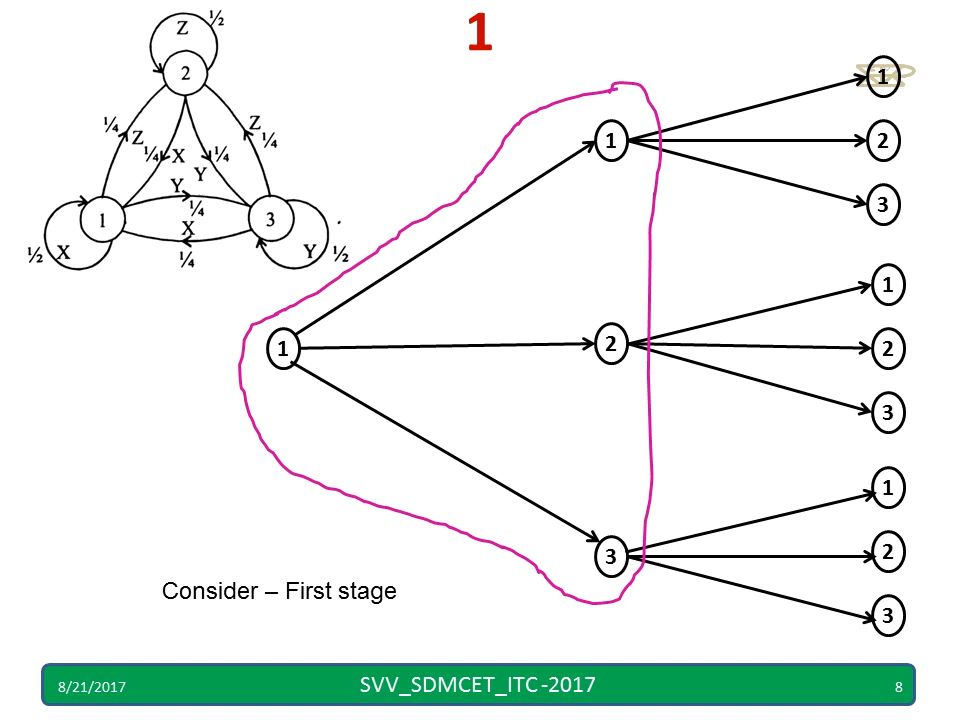 1
Z ½
2
¼ Z ¼ X Y ¼ Z ¼
Y
¼
1 3
X
½ X ¼ Y ½
1
1
2
3
1
2
3
1
2
3
1
2
3
Consider – First stage
8/21/2017 SVV_SDMCET_ITC-2017 8